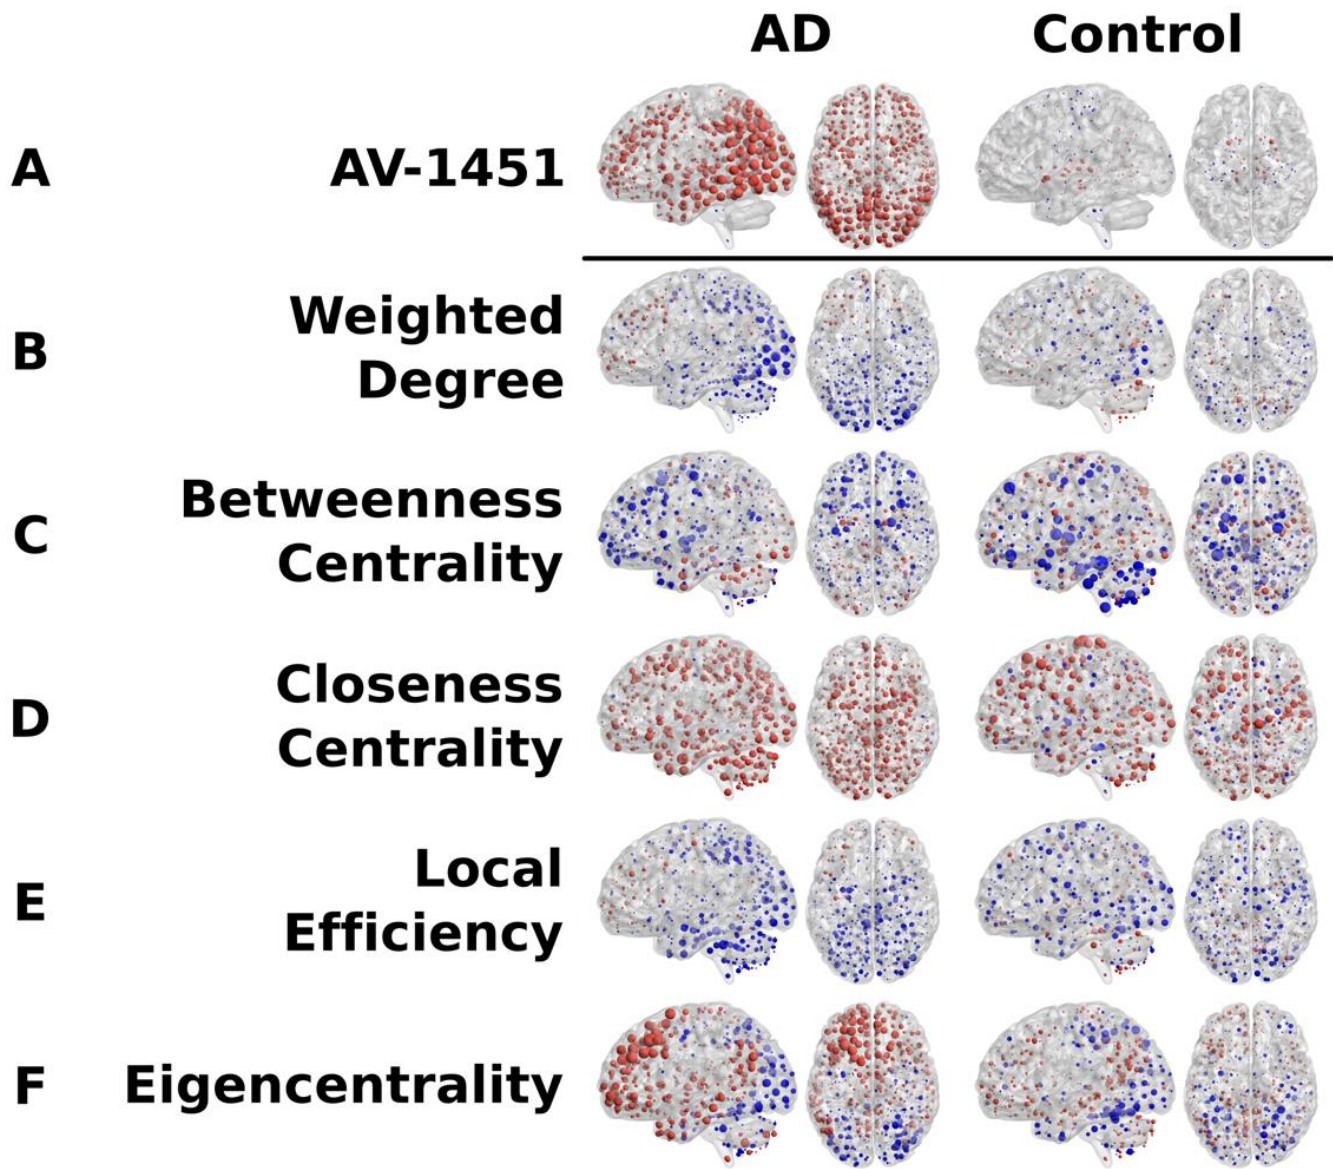 AD Control
A AV-1451
B Weighted
Degree
C Betweenness
Centrality
D Closeness
Centrality
E Local
Efficiency
F Eigencentrality